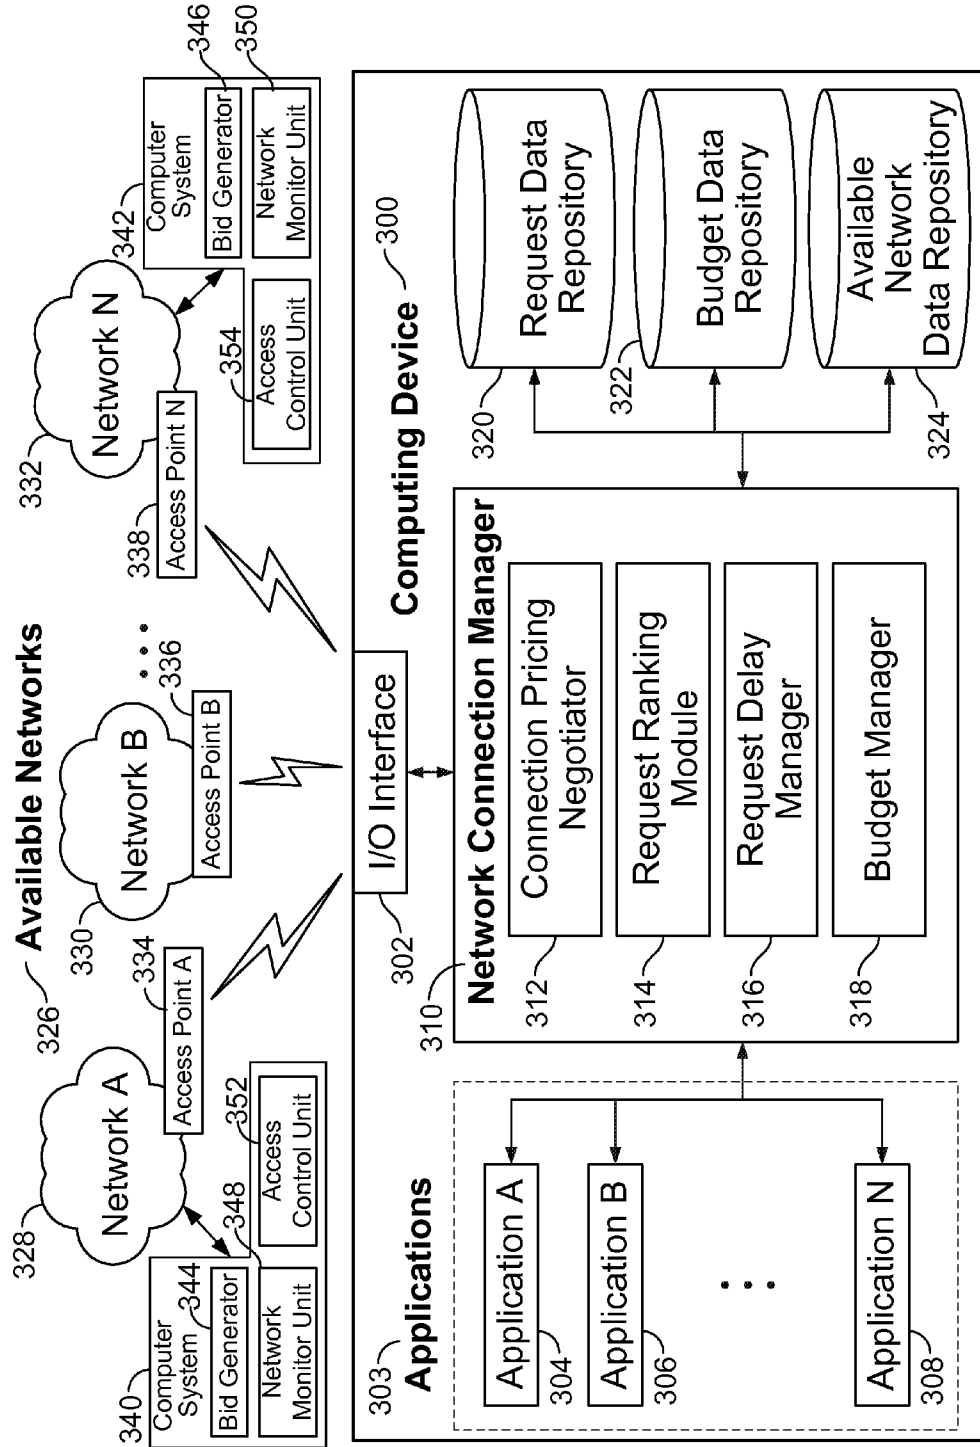 326
Available Networks
328
Network A
334
Access Point A
330
Network B
336
Access Point B
...
332
Network N
338
Access Point N
340
Computer
System
344
Bid Generator
348
Network
Monitor Unit
352
Access
Control Unit
342
Computer
System
346
Bid Generator
350
Network
Monitor Unit
354
Access
Control Unit
Computing Device
300
302
I/O Interface
303
Applications
Application A
304
Application B
306
...
Application N
308
310
Network Connection Manager
Connection Pricing
Negotiator
312
Request Ranking
Module
314
Request Delay
Manager
316
Budget Manager
318
320
Request Data
Repository
322
Budget Data
Repository
324
Available
Network
Data Repository